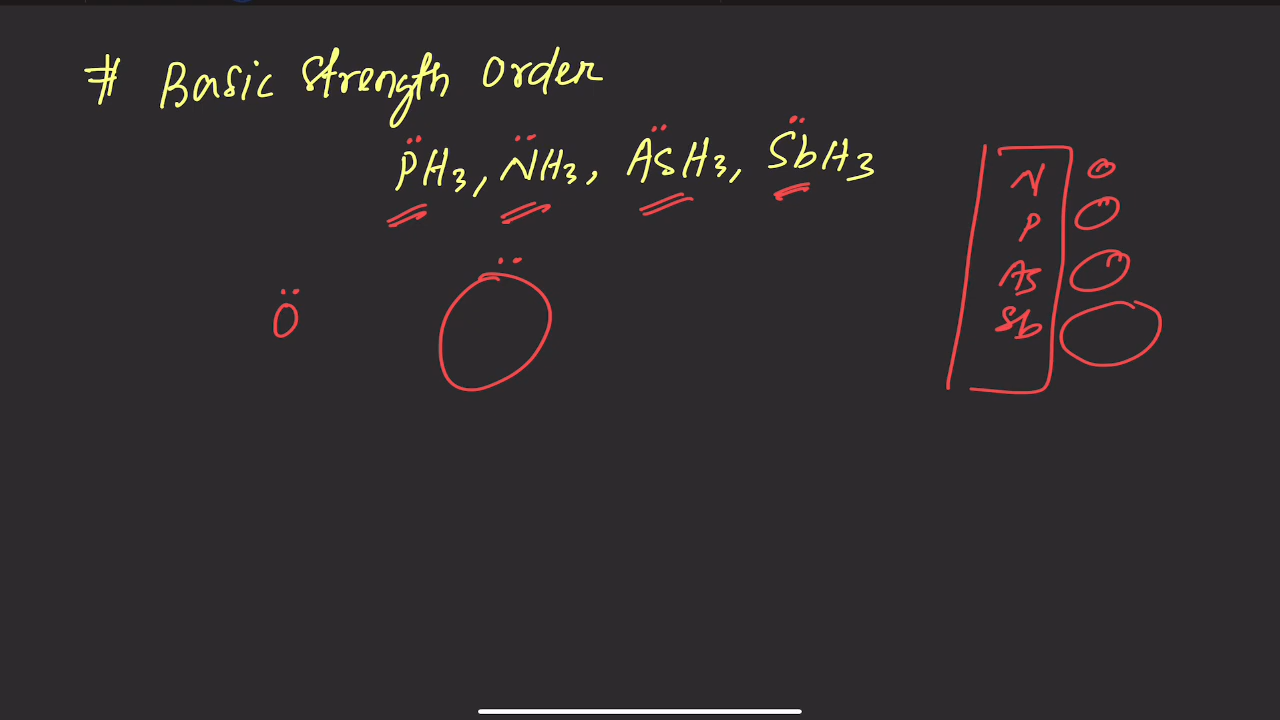 # Basic Strength Order
PH3, NH3, AsH3, SbH3
N
P
As
Sb